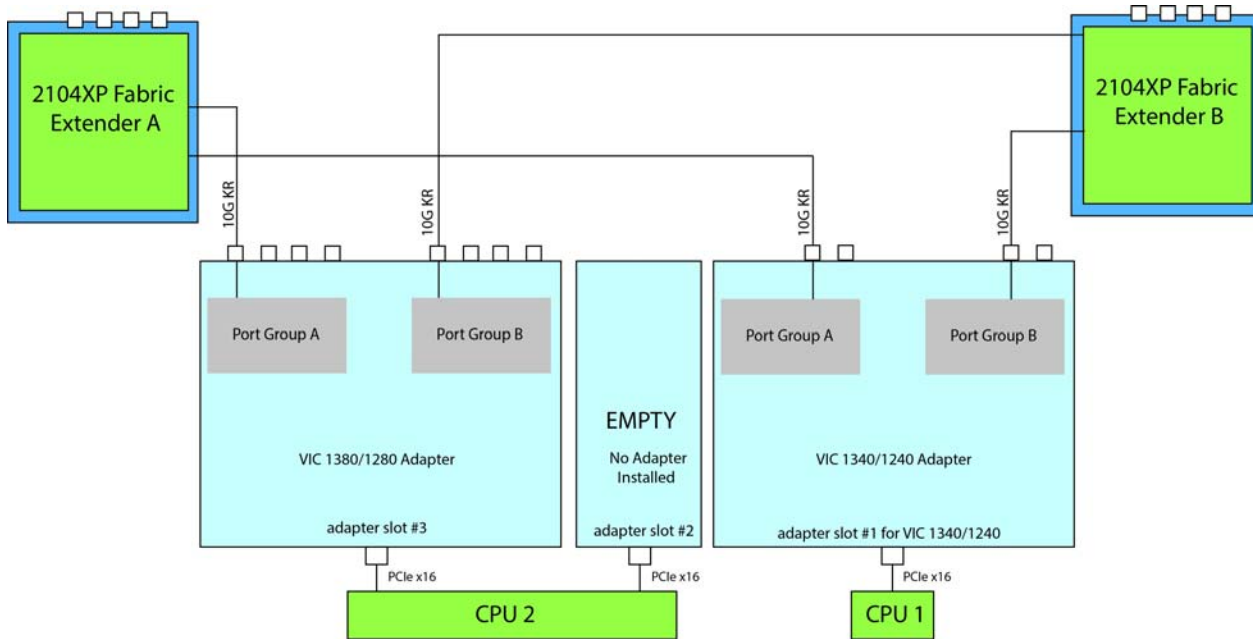 2104XP Fabric
Extender A
2104XP Fabric
Extender B
10G KR
10G KR
10G KR
10G KR
Port Group A
Port Group B
Port Group A
Port Group B
EMPTY
No Adapter
Installed
VIC 1380/1280 Adapter
VIC 1340/1240 Adapter
adapter slot #3
adapter slot #2
adapter slot #1 for VIC 1340/1240
PCIe x16
PCIe x16
PCIe x16
CPU 2
CPU 1